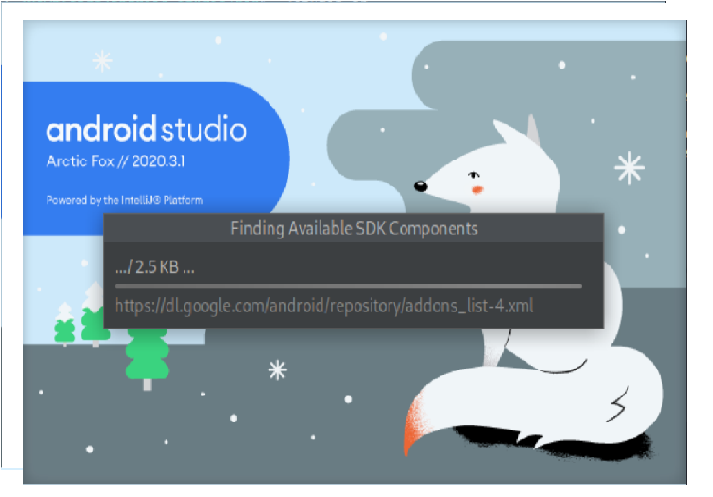 android studio
Arctic Fox // 2020.3.1
Powered by the IntelliJ® Platform
Finding Available SDK Components
.../ 2.5 KB ...
https://dl.google.com/android/repository/addons_list-4.xml